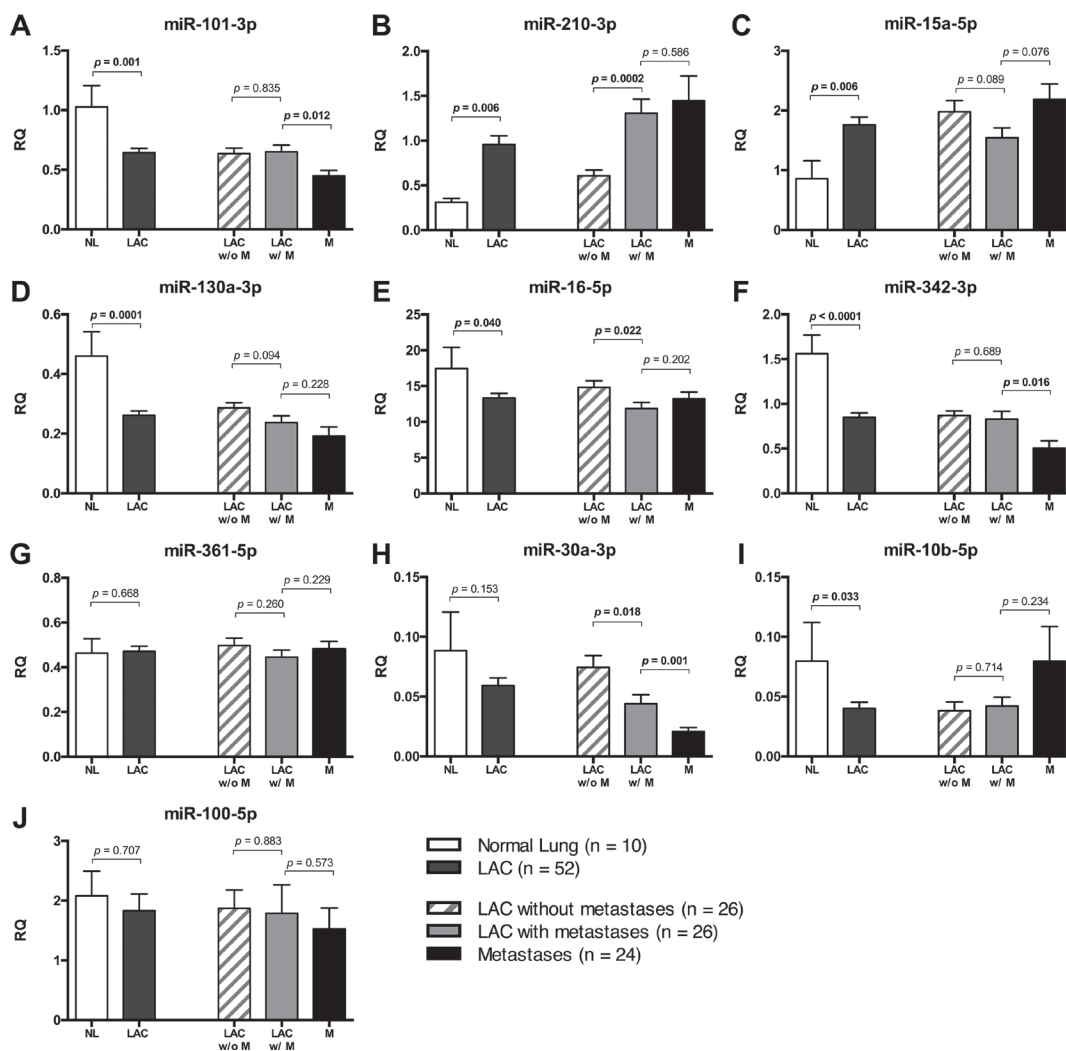 A
miR-101-3p
RQ
1.5
1.0
0.5
0.0
p = 0.001
p = 0.835
p = 0.012
NL
LAC
LAC
w/o M
LAC
w/ M
M
B
miR-210-3p
RQ
2.0
1.5
1.0
0.5
0.0
p = 0.006
p = 0.0002
p = 0.586
NL
LAC
LAC
w/o M
LAC
w/ M
M
C
miR-15a-5p
RQ
3
2
1
0
p = 0.006
p = 0.089
p = 0.076
NL
LAC
LAC
w/o M
LAC
w/ M
M
D
miR-130a-3p
RQ
0.6
0.4
0.2
0.0
p = 0.0001
p = 0.094
p = 0.228
NL
LAC
LAC
w/o M
LAC
w/ M
M
E
miR-16-5p
RQ
25
20
15
10
5
0
p = 0.040
p = 0.022
p = 0.202
NL
LAC
LAC
w/o M
LAC
w/ M
M
F
miR-342-3p
RQ
2.0
1.5
1.0
0.5
0.0
p < 0.0001
p = 0.689
p = 0.016
NL
LAC
LAC
w/o M
LAC
w/ M
M
G
miR-361-5p
RQ
0.8
0.6
0.4
0.2
0.0
p = 0.668
p = 0.260
p = 0.229
NL
LAC
LAC
w/o M
LAC
w/ M
M
H
miR-30a-3p
RQ
0.15
0.10
0.05
0.00
p = 0.153
p = 0.018
p = 0.001
NL
LAC
LAC
w/o M
LAC
w/ M
M
I
miR-10b-5p
RQ
0.15
0.10
0.05
0.00
p = 0.033
p = 0.714
p = 0.234
NL
LAC
LAC
w/o M
LAC
w/ M
M
J
miR-100-5p
RQ
3
2
1
0
p = 0.707
p = 0.883
p = 0.573
NL
LAC
LAC
w/o M
LAC
w/ M
M
Normal Lung (n = 10)
LAC (n = 52)
LAC without metastases (n = 26)
LAC with metastases (n = 26)
Metastases (n = 24)